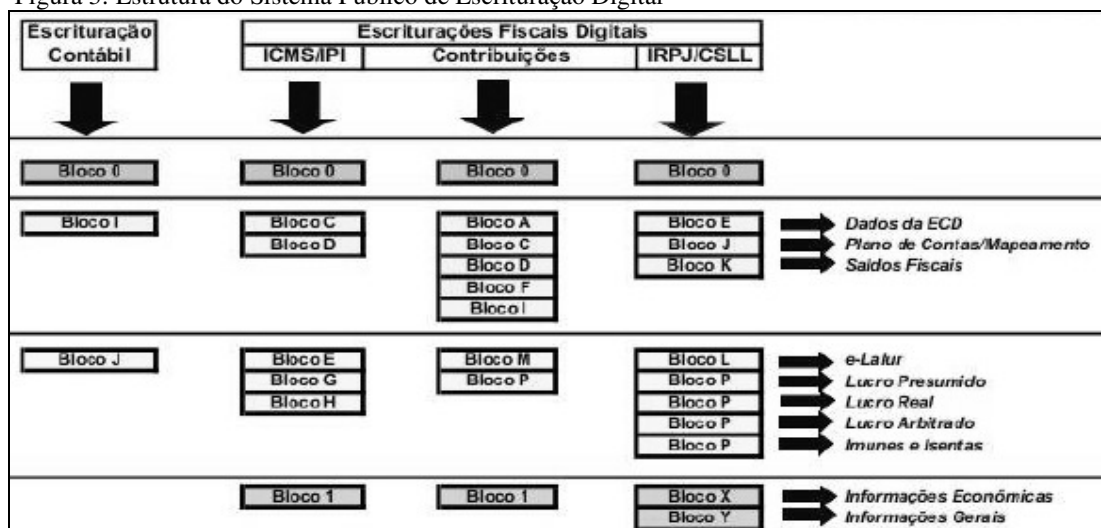 Figura 3: Estrutura do Sistema Público de Escrituração Digital
Escrituração Contábil
Escriturações Fiscais Digitais
ICMS/IPI Contribuições IRPJ/CSLL
Bloco 0 Bloco 0 Bloco 0 Bloco 0
Bloco I Bloco C Bloco A Bloco E Dados da ECD
Bloco D Bloco C Bloco J Plano de Contas/Mapeamento
Bloco D Bloco K Saldos Fiscais
Bloco F
Bloco I
Bloco J Bloco E Bloco M Bloco L e-Lalur
Bloco G Bloco P Bloco P Lucro Presumido
Bloco H Bloco P Lucro Real
Bloco P Lucro Arbitrado
Bloco P Imunes e Isentas
Bloco 1 Bloco 1 Bloco X Informações Econômicas
Bloco Y Informações Gerais